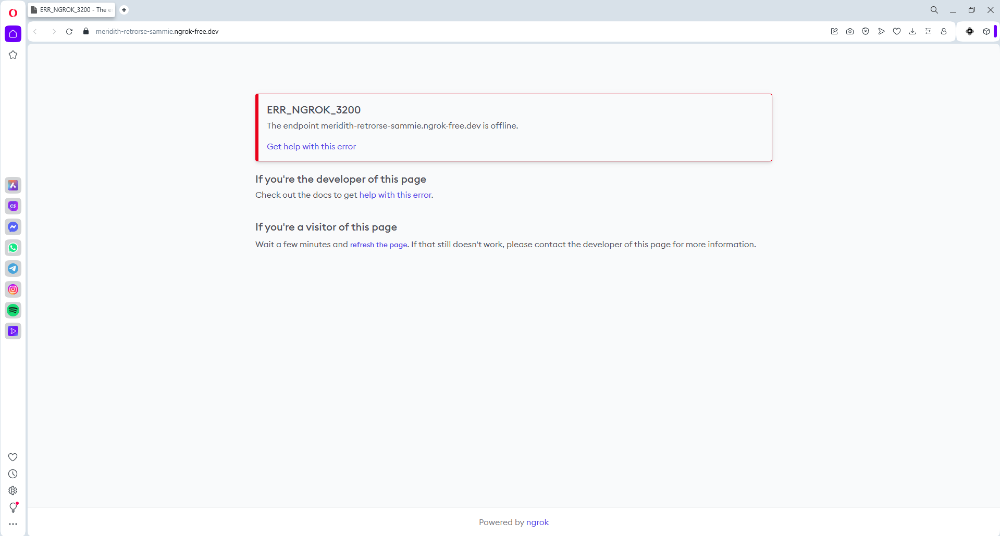 ERR_NGROK_3200 - The e
meridith-retrorse-sammie.ngrok-free.dev
ERR_NGROK_3200
The endpoint meridith-retrorse-sammie.ngrok-free.dev is offline.
Get help with this error
If you're the developer of this page
Check out the docs to get help with this error.
If you're a visitor of this page
Wait a few minutes and refresh the page. If that still doesn't work, please contact the developer of this page for more information.
CS
Powered by ngrok